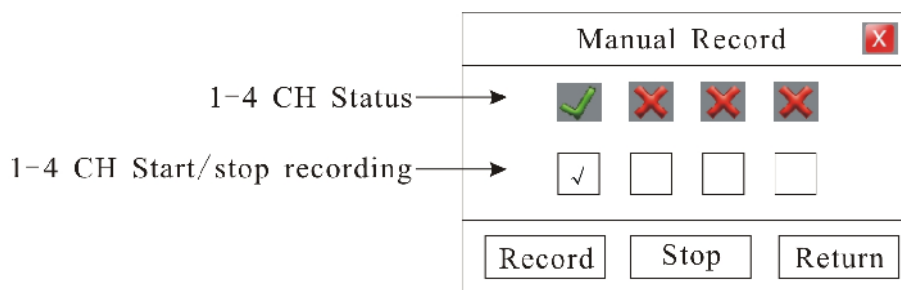 Manual Record X
1-4 CH Status
1-4 CH Start/stop recording
√
Record Stop Return